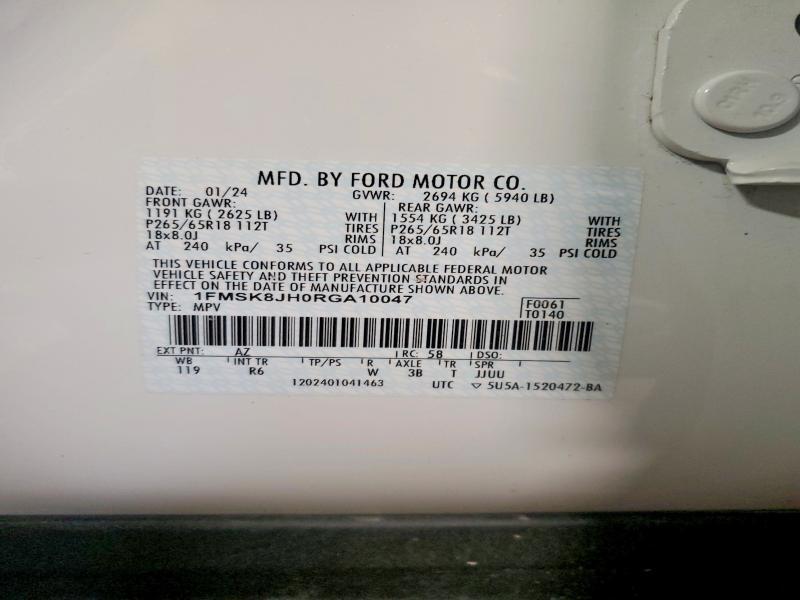 MFD. BY FORD MOTOR CO.
DATE: 01/24 GVWR: 2694 KG ( 5940 LB)
FRONT GAWR: REAR GAWR:
1191 KG ( 2625 LB) WITH 1554 KG ( 3425 LB) WITH
P265/65R18 112T TIRES P265/65R18 112T TIRES
18x8.0J RIMS 18x8.0J RIMS
AT 240 kPa/ 35 PSI COLD AT 240 kPa/ 35 PSI COLD
THIS VEHICLE CONFORMS TO ALL APPLICABLE FEDERAL MOTOR
VEHICLE SAFETY AND THEFT PREVENTION STANDARDS IN
EFFECT ON THE DATE OF MANUFACTURE SHOWN ABOVE.
VIN: 1FMSK8JH0RGA10047 F0061
TYPE: MPV T0140
EXT PNT: AZ RC: 58 DSO:
WB INT TR TP/PS R AXLE TR SPR
119 R6 W 3B T JJUU
1202401041463 UTC ▽ 5U5A-1520472-BA